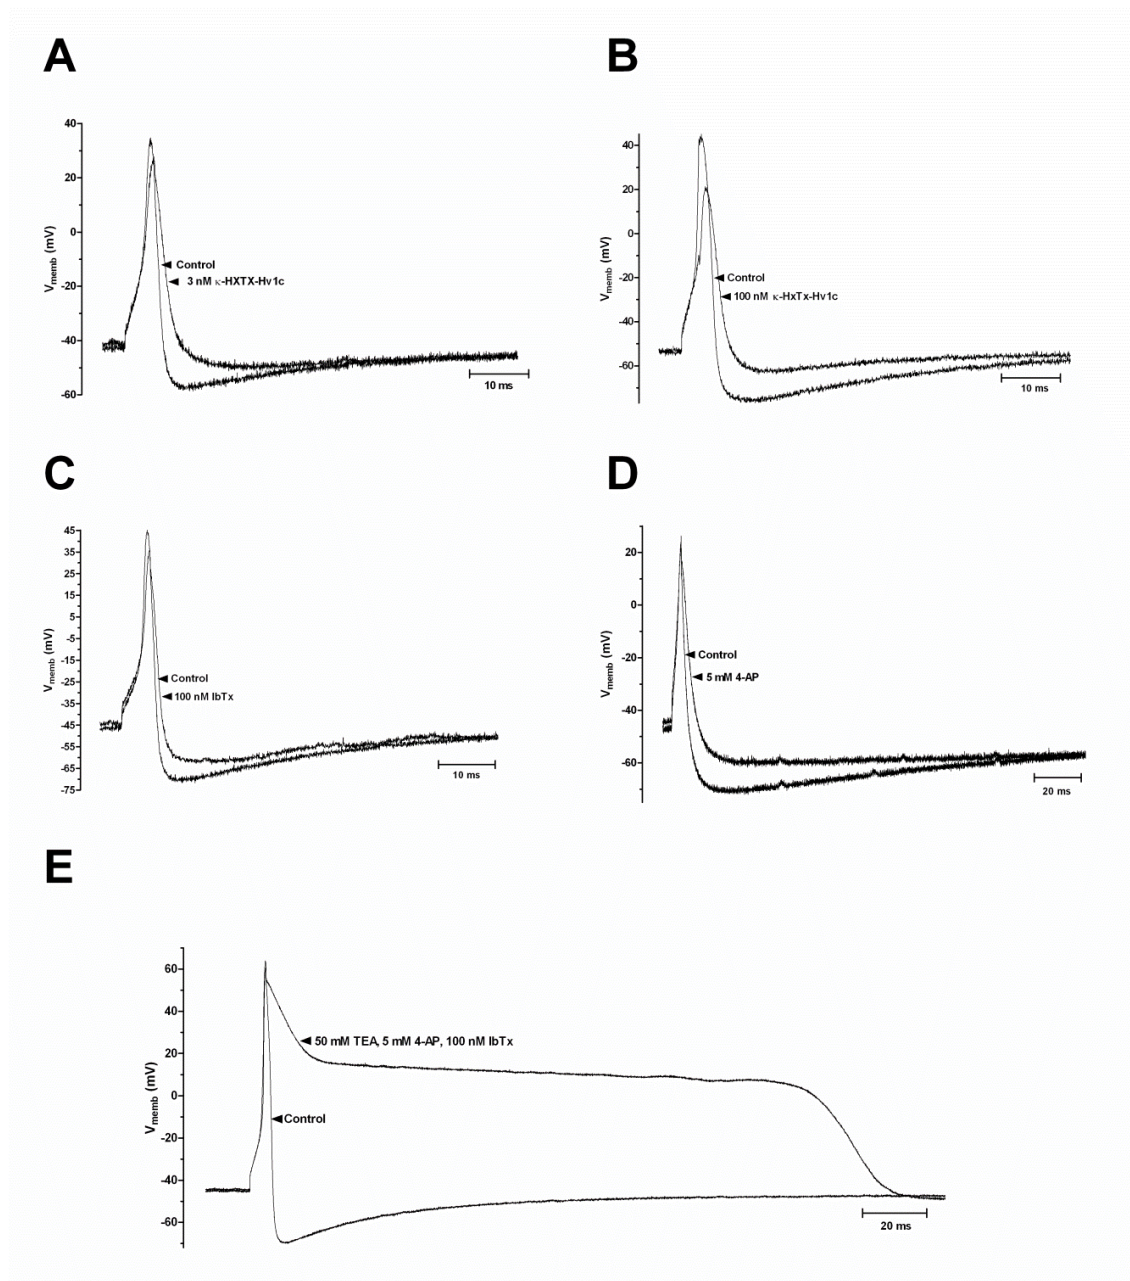 A
40
20
0
-20
-40
-60
Vmemb (mV)
Control
3 nM κ-HXTX-Hv1c
10 ms
B
40
20
0
-20
-40
-60
Vmemb (mV)
Control
100 nM κ-HxTx-Hv1c
10 ms
C
45
35
25
15
5
-5
-15
-25
-35
-45
-55
-65
-75
Vmemb (mV)
Control
100 nM IbTx
10 ms
D
20
0
-20
-40
-60
Vmemb (mV)
Control
5 mM 4-AP
20 ms
E
60
40
20
0
-20
-40
-60
Vmemb (mV)
50 mM TEA, 5 mM 4-AP, 100 nM IbTx
Control
20 ms